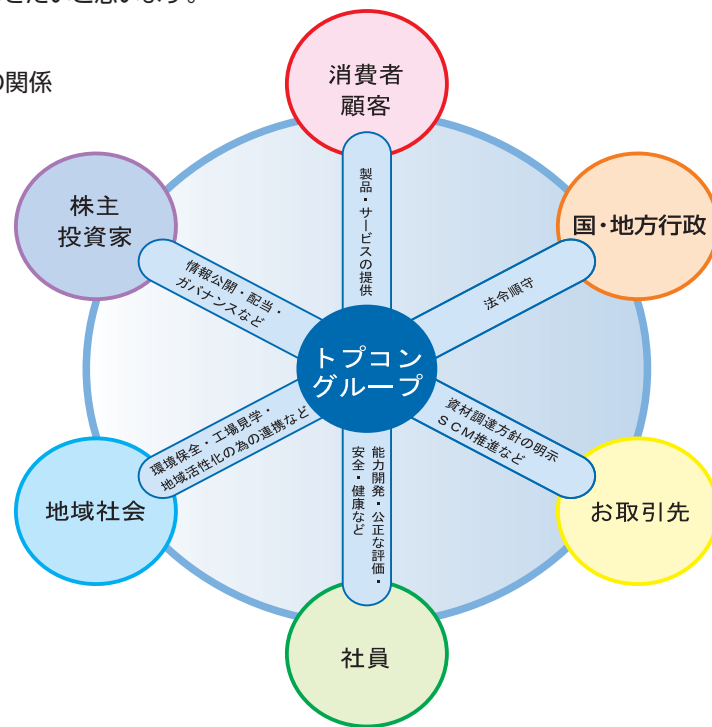 の関係
消費者
顧客
製品・サービスの提供
国・地方行政
法令順守
株主
投資家
情報公開・配当・
ガバナンスなど
トプコン
グループ
資材調達方針の明示
SCM推進など
お取引先
環境保全・工場見学・
地域活性化の為の連携など
地域社会
能力開発・公正な評価・
安全・健康など
社員